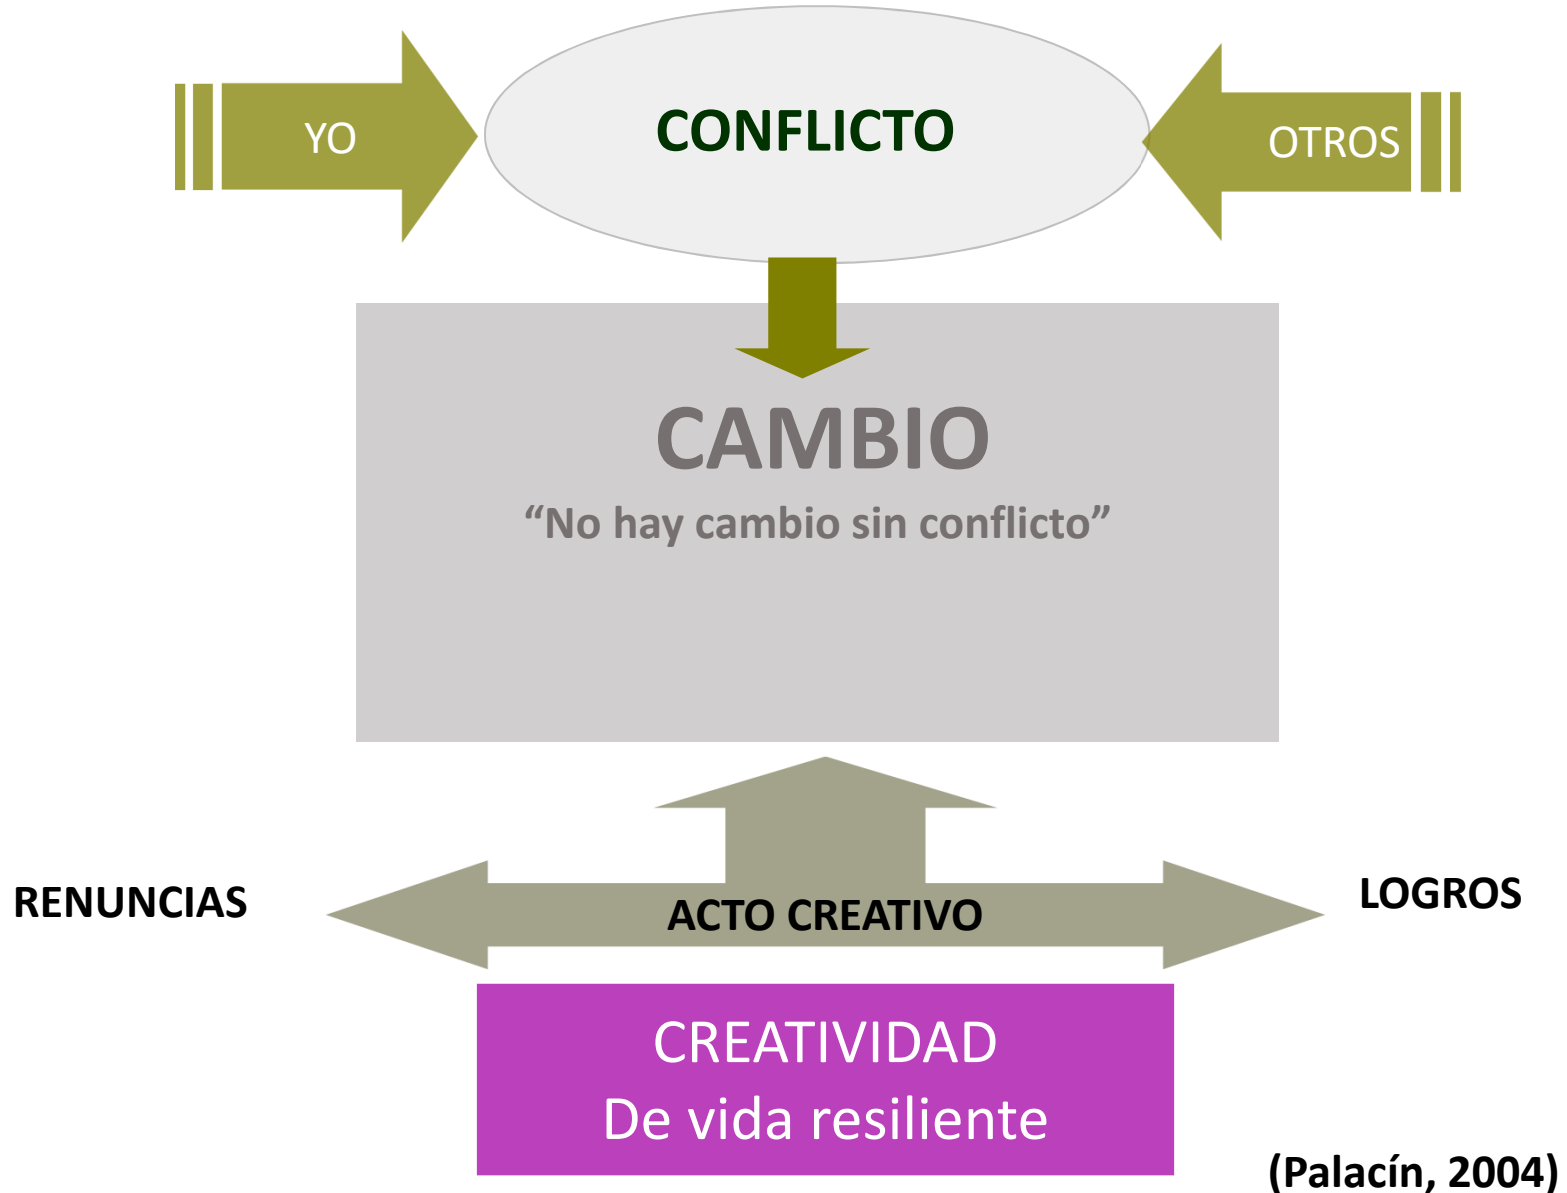 YO
CONFLICTO
OTROS
CAMBIO
“No hay cambio sin conflicto”
RENUNCIAS
ACTO CREATIVO
LOGROS
CREATIVIDAD
De vida resiliente
(Palacín, 2004)